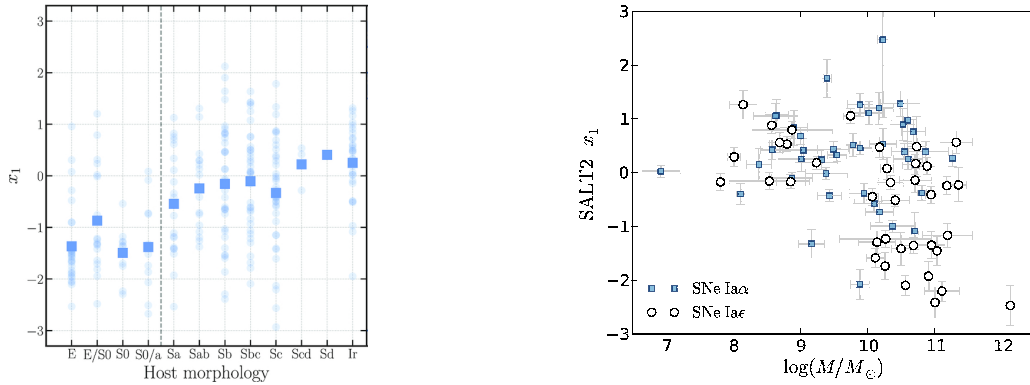 3
2
1
0
−1
−2
−3
x1
E E/S0 S0 S0/a Sa Sab Sb Sbc Sc Scd Sd Ir
Host morphology
3
2
1
0
−1
−2
−3
SALT2 x1
SNe Iaα
SNe Iaϵ
7 8 9 10 11 12
log(M/M⊙)